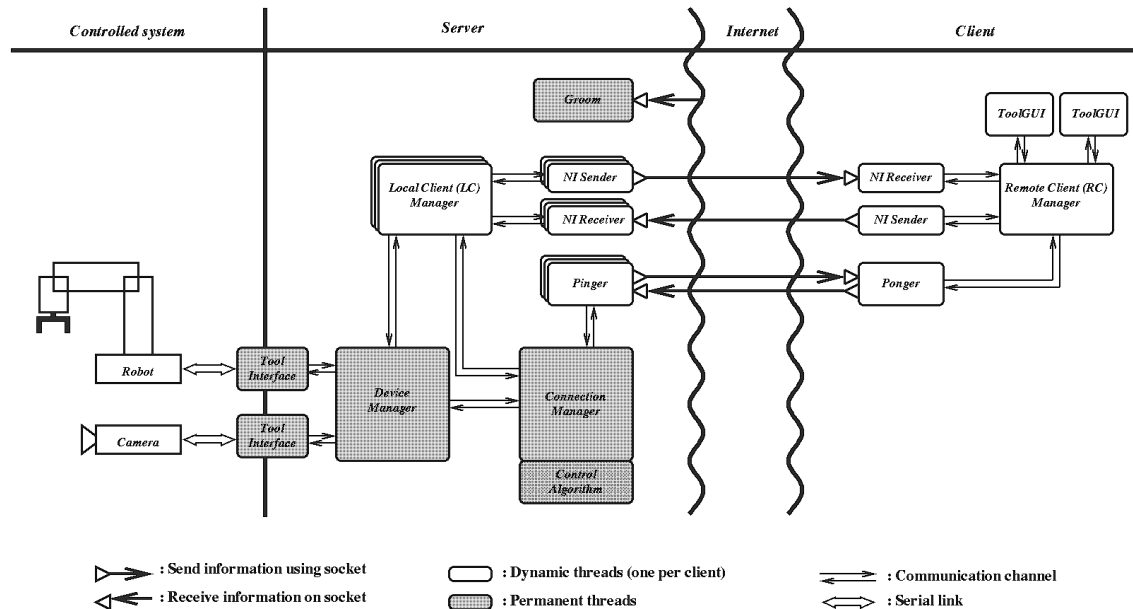 Controlled system
Server
Internet
Client
Groom
ToolGUI
ToolGUI
Local Client (LC)
Manager
NI Sender
NI Receiver
NI Receiver
NI Sender
Remote Client (RC)
Manager
Pinger
Ponger
Robot
Tool
Interface
Device
Manager
Connection
Manager
Camera
Tool
Interface
Control
Algorithm
: Send information using socket
: Receive information on socket
: Dynamic threads (one per client)
: Permanent threads
: Communication channel
: Serial link